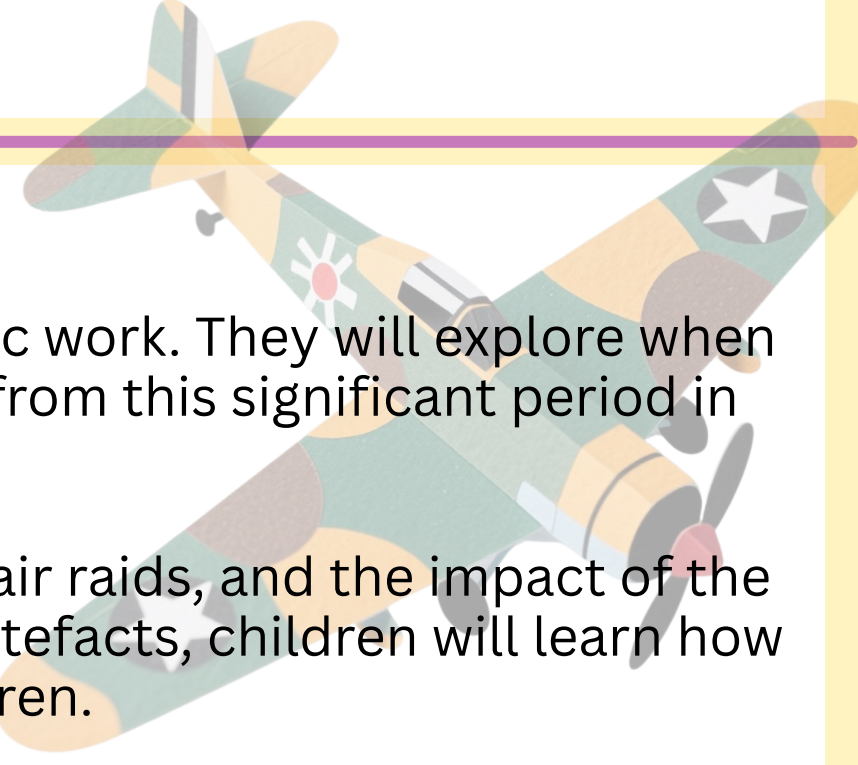 c work. They will explore when
from this significant period in
air raids, and the impact of the
tefacts, children will learn how
ren.